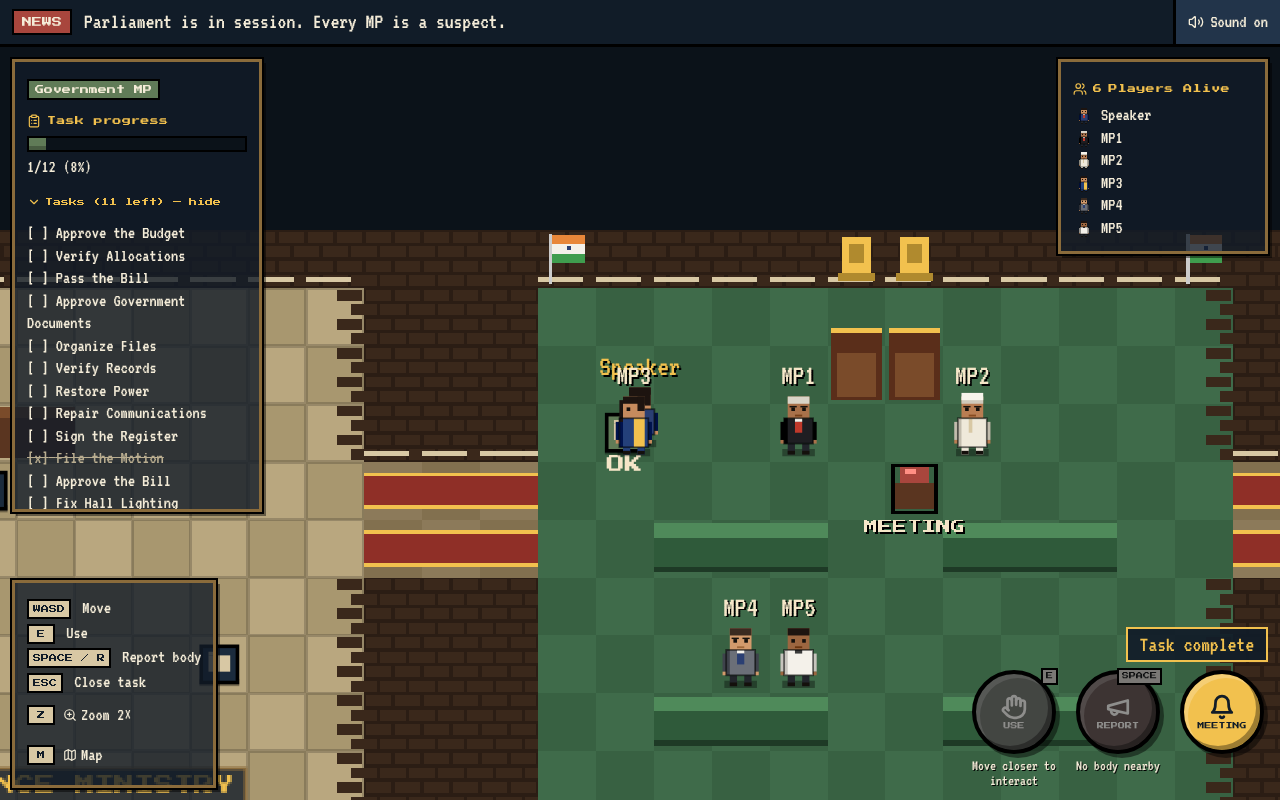 NEWS Parliament is in session. Every MP is a suspect.
Sound on
Government MP
Task progress
1/12 (8%)
Tasks (11 left) — hide
[ ] Approve the Budget
[ ] Verify Allocations
[ ] Pass the Bill
[ ] Approve Government
Documents
[ ] Organize Files
[ ] Verify Records
[ ] Restore Power
[ ] Repair Communications
[ ] Sign the Register
[x] File the Motion
[ ] Approve the Bill
[ ] Fix Hall Lighting
6 Players Alive
Speaker
MP1
MP2
MP3
MP4
MP5
Speaker
MP3
MP1
MP2
OK
MEETING
MP4
MP5
WASD Move
E Use
SPACE / R Report body
ESC Close task
Z Zoom 2X
M Map
NCE MINISTRY
Task complete
E
SPACE
USE
REPORT
MEETING
Move closer to
interact
No body nearby